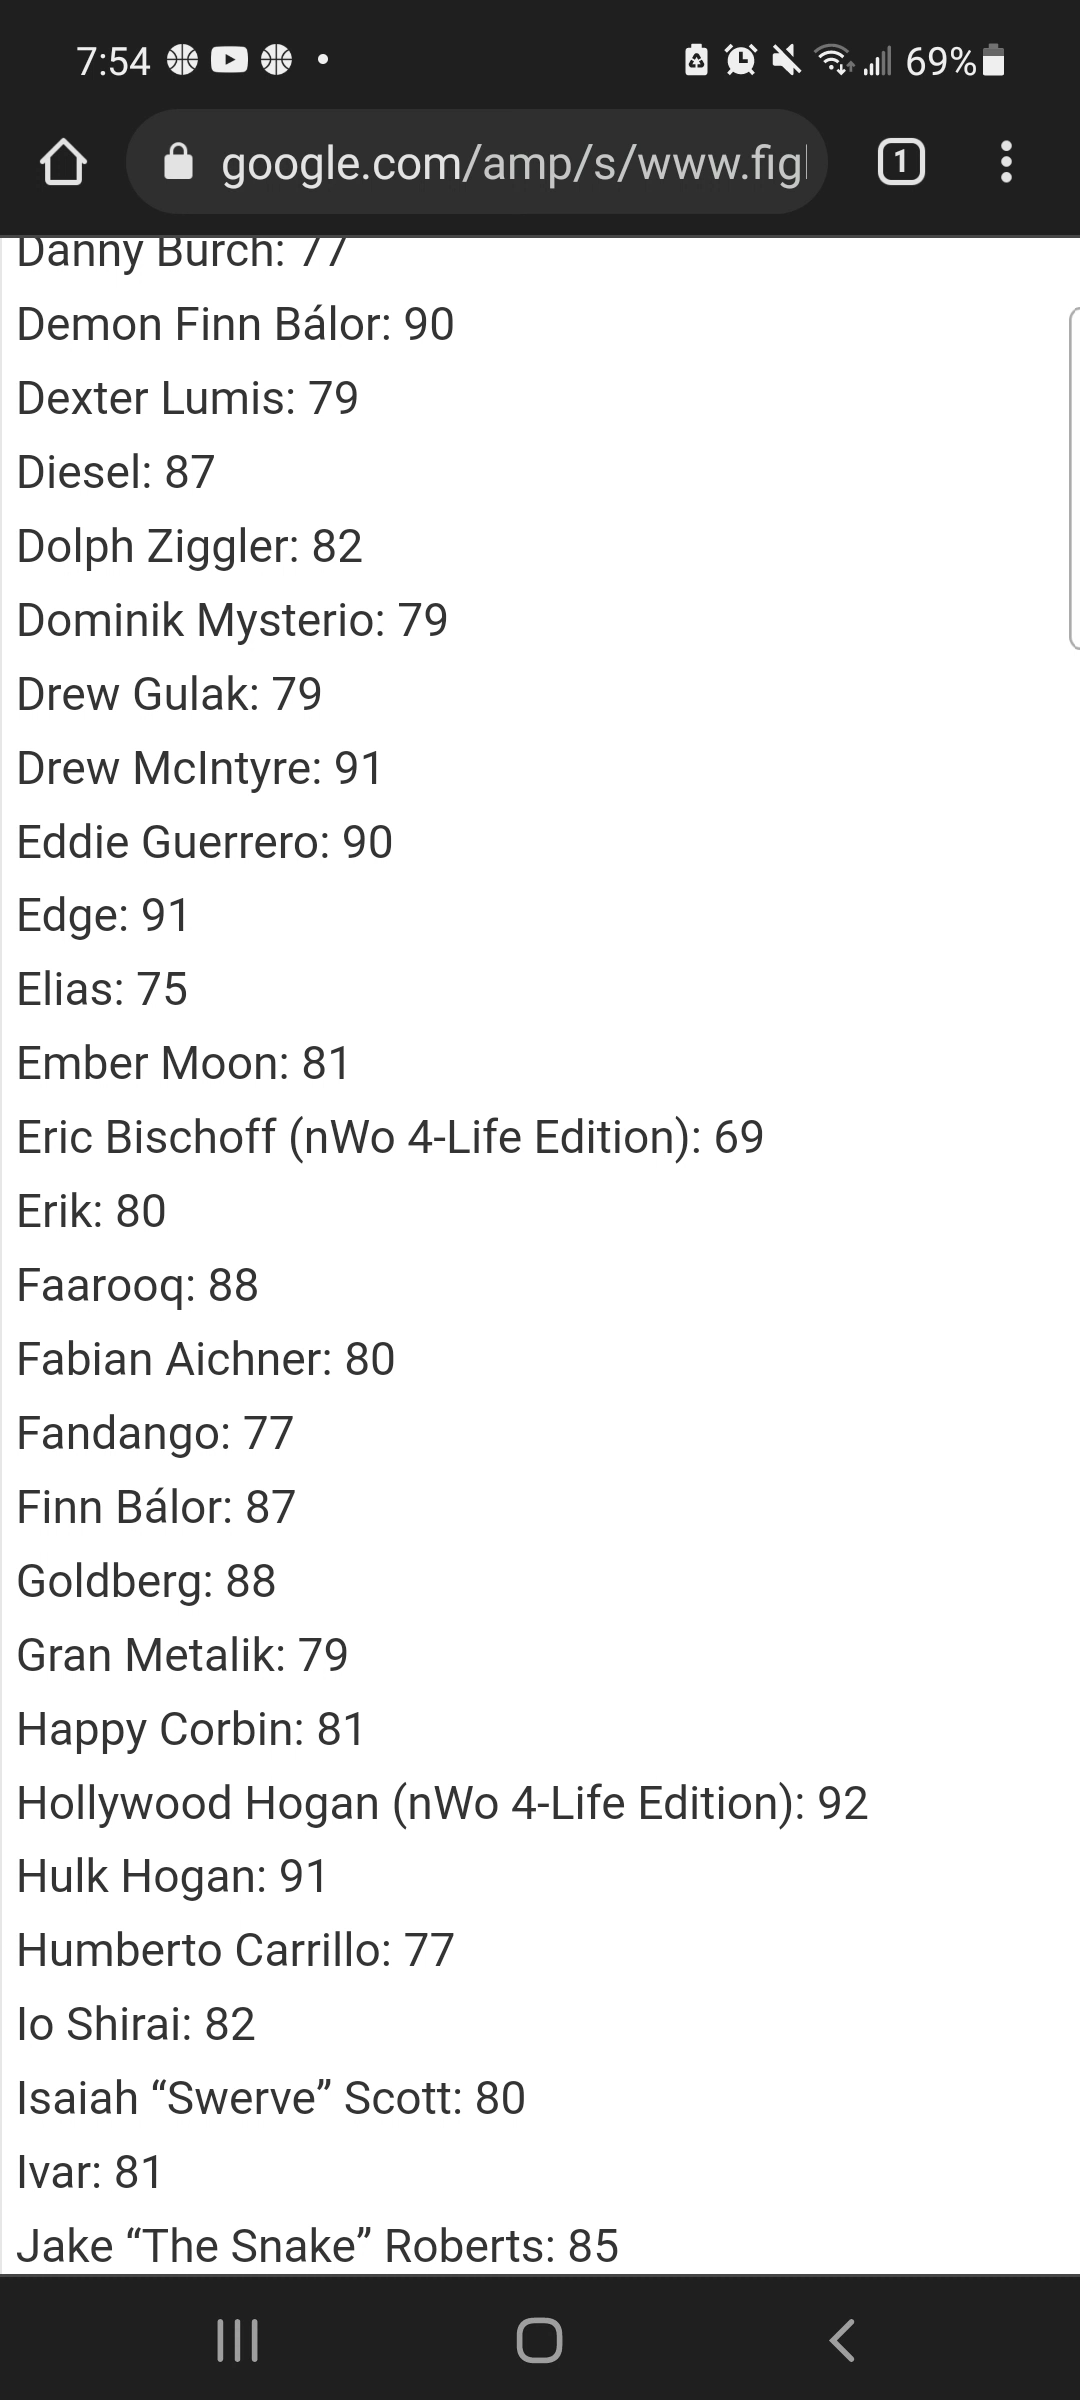 7:54
69%
google.com/amp/s/www.fig
1
Danny Burch: 77
Demon Finn Bálor: 90
Dexter Lumis: 79
Diesel: 87
Dolph Ziggler: 82
Dominik Mysterio: 79
Drew Gulak: 79
Drew McIntyre: 91
Eddie Guerrero: 90
Edge: 91
Elias: 75
Ember Moon: 81
Eric Bischoff (nWo 4-Life Edition): 69
Erik: 80
Faarooq: 88
Fabian Aichner: 80
Fandango: 77
Finn Bálor: 87
Goldberg: 88
Gran Metalik: 79
Happy Corbin: 81
Hollywood Hogan (nWo 4-Life Edition): 92
Hulk Hogan: 91
Humberto Carrillo: 77
Io Shirai: 82
Isaiah “Swerve” Scott: 80
Ivar: 81
Jake “The Snake” Roberts: 85